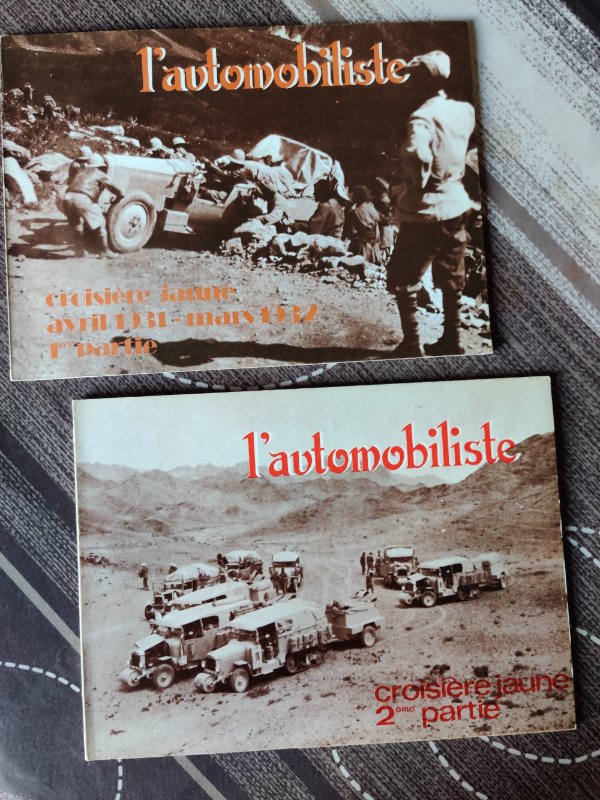 l'automobiliste
croisière jaune
avril 1931 - mars 1932
1ère partie
l'automobiliste
croisière jaune
2ème partie